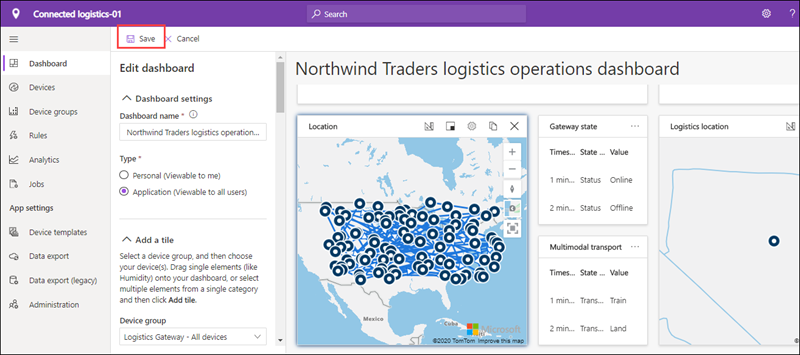 Connected logistics-01
Search
Save
Cancel
Dashboard
Devices
Device groups
Rules
Analytics
Jobs
App settings
Device templates
Data export
Data export (legacy)
Administration
Edit dashboard
Dashboard settings
Dashboard name *
Northwind Traders logistics operation...
Type *
Personal (Viewable to me)
Application (Viewable to all users)
Add a tile
Select a device group, and then choose
your device(s). Drag single elements (like
Humidity) onto your dashboard, or select
multiple elements from a single category
and then click Add tile.
Device group
Logistics Gateway - All devices
Northwind Traders logistics operations dashboard
Location
Mexico
Cuba
Microsoft
©2020 TomTom Improve this map
Gateway state
Times... State ... Value
1 min... Status Online
2 min... Status Offline
Multimodal transport
Times... State ... Value
1 min... Trans... Train
2 min... Trans... Land
Logistics location